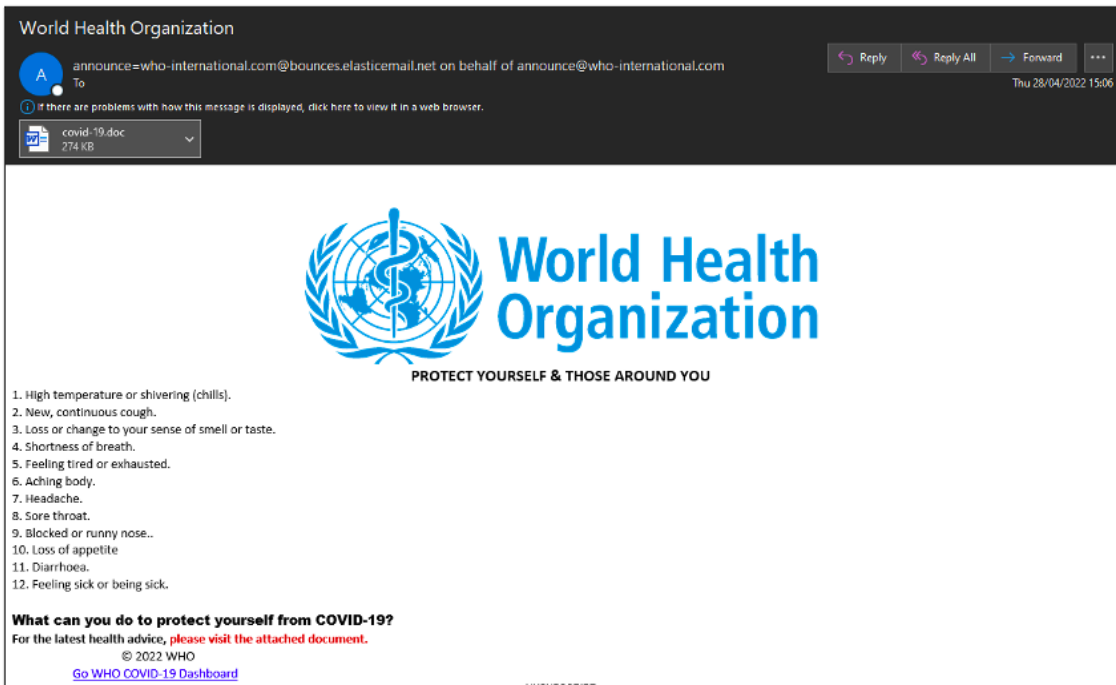 World Health Organization
A
announce=who-international.com@bounces.elasticemail.net on behalf of announce@who-international.com
To
Reply
Reply All
Forward
Thu 28/04/2022 15:06
If there are problems with how this message is displayed, click here to view it in a web browser.
covid-19.doc
274 KB
World Health
Organization
PROTECT YOURSELF & THOSE AROUND YOU
1. High temperature or shivering (chills).
2. New, continuous cough.
3. Loss or change to your sense of smell or taste.
4. Shortness of breath.
5. Feeling tired or exhausted.
6. Aching body.
7. Headache.
8. Sore throat.
9. Blocked or runny nose..
10. Loss of appetite
11. Diarrhoea.
12. Feeling sick or being sick.
What can you do to protect yourself from COVID-19?
For the latest health advice, please visit the attached document.
© 2022 WHO
Go WHO COVID-19 Dashboard